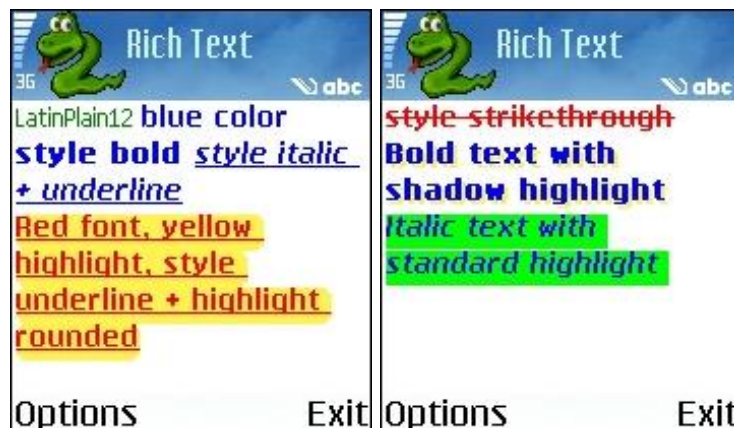 Rich Text
3G
abc
LatinPlain12 blue color
style bold style italic
+ underline
Red font, yellow
highlight, style
underline + highlight
rounded
Options Exit
Rich Text
3G
abc
style strikethrough
Bold text with
shadow highlight
Italic text with
standard highlight
Options Exit